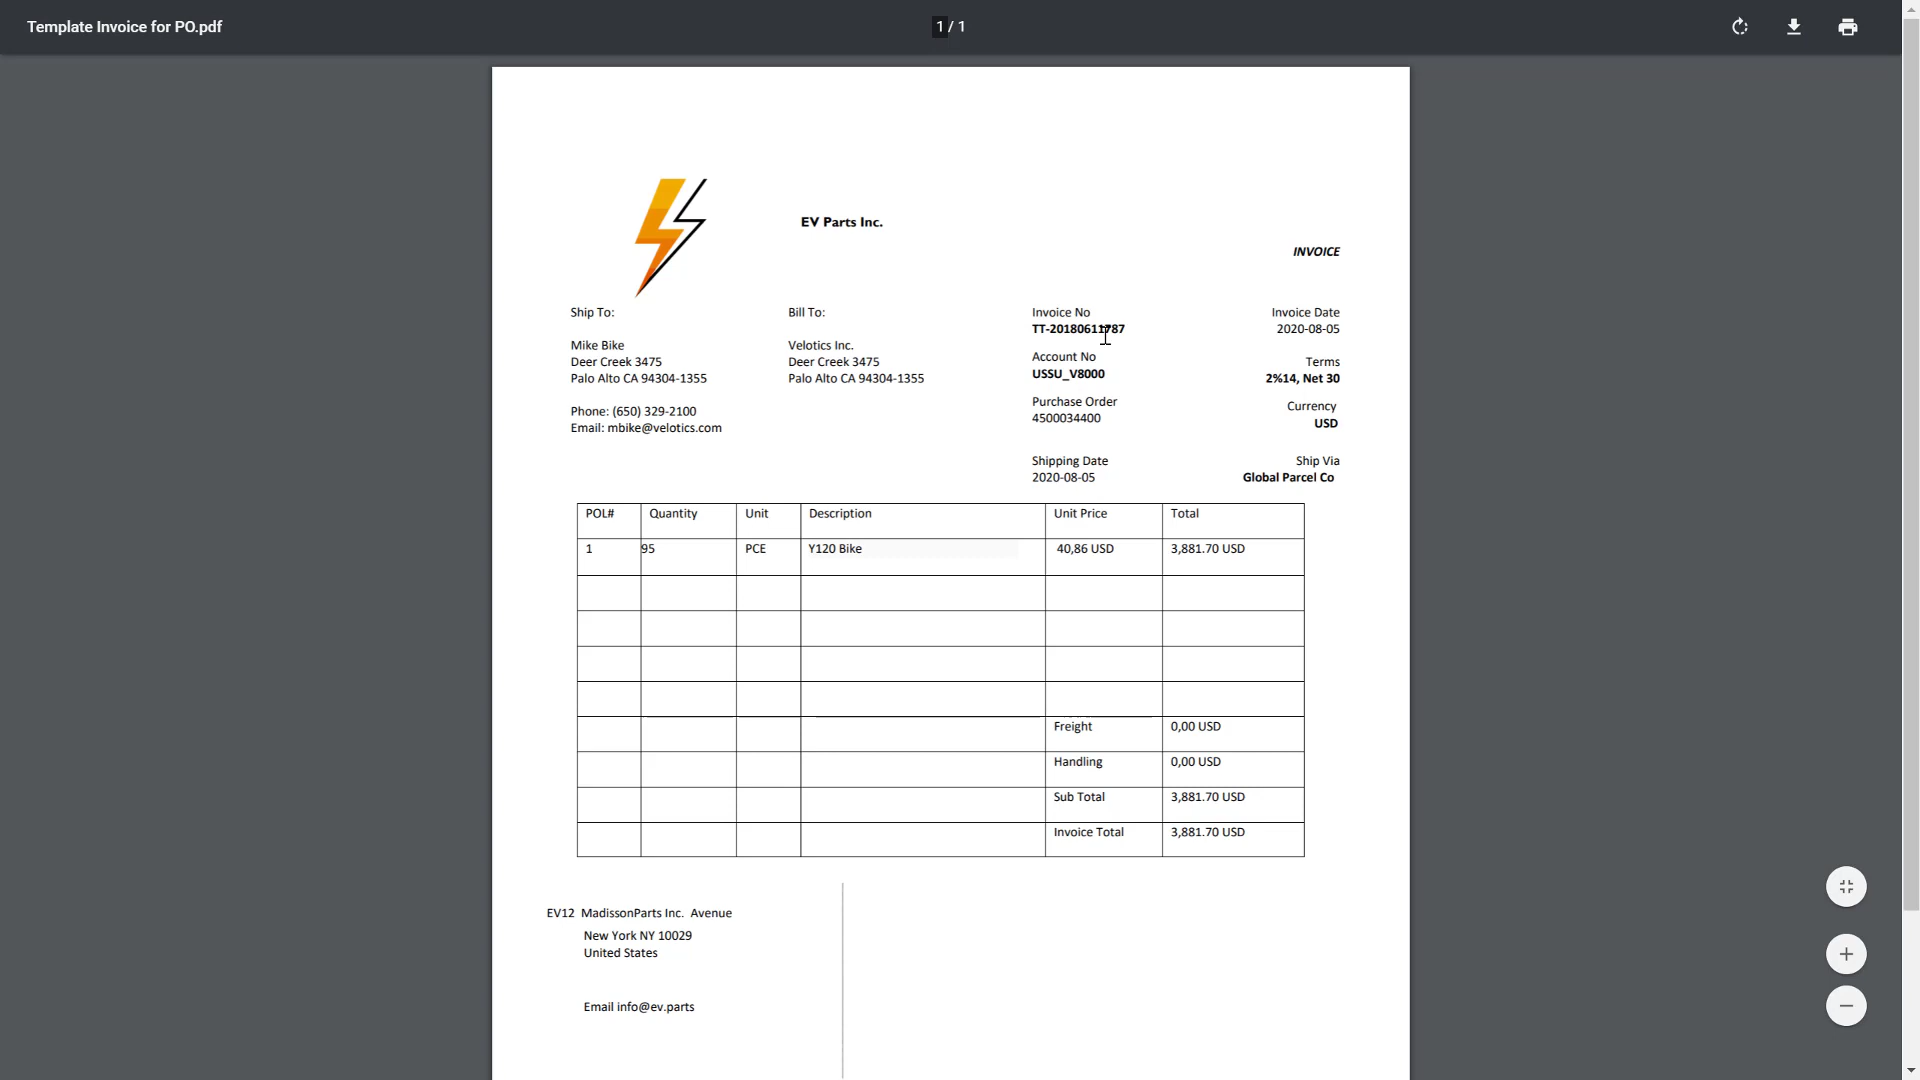 Template Invoice for PO.pdf
1 / 1
EV Parts Inc.
INVOICE
Ship To:
Mike Bike
Deer Creek 3475
Palo Alto CA 94304-1355
Phone: (650) 329-2100
Email: mbike@velotics.com
Bill To:
Velotics Inc.
Deer Creek 3475
Palo Alto CA 94304-1355
Invoice No
TT-20180611787
Account No
USSU_V8000
Purchase Order
4500034400
Shipping Date
2020-08-05
Invoice Date
2020-08-05
Terms
2%14, Net 30
Currency
USD
Ship Via
Global Parcel Co
POL# Quantity Unit Description Unit Price Total
1 95 PCE Y120 Bike 40,86 USD 3,881.70 USD
Freight 0,00 USD
Handling 0,00 USD
Sub Total 3,881.70 USD
Invoice Total 3,881.70 USD
EV12 MadissonParts Inc. Avenue
New York NY 10029
United States
Email info@ev.parts